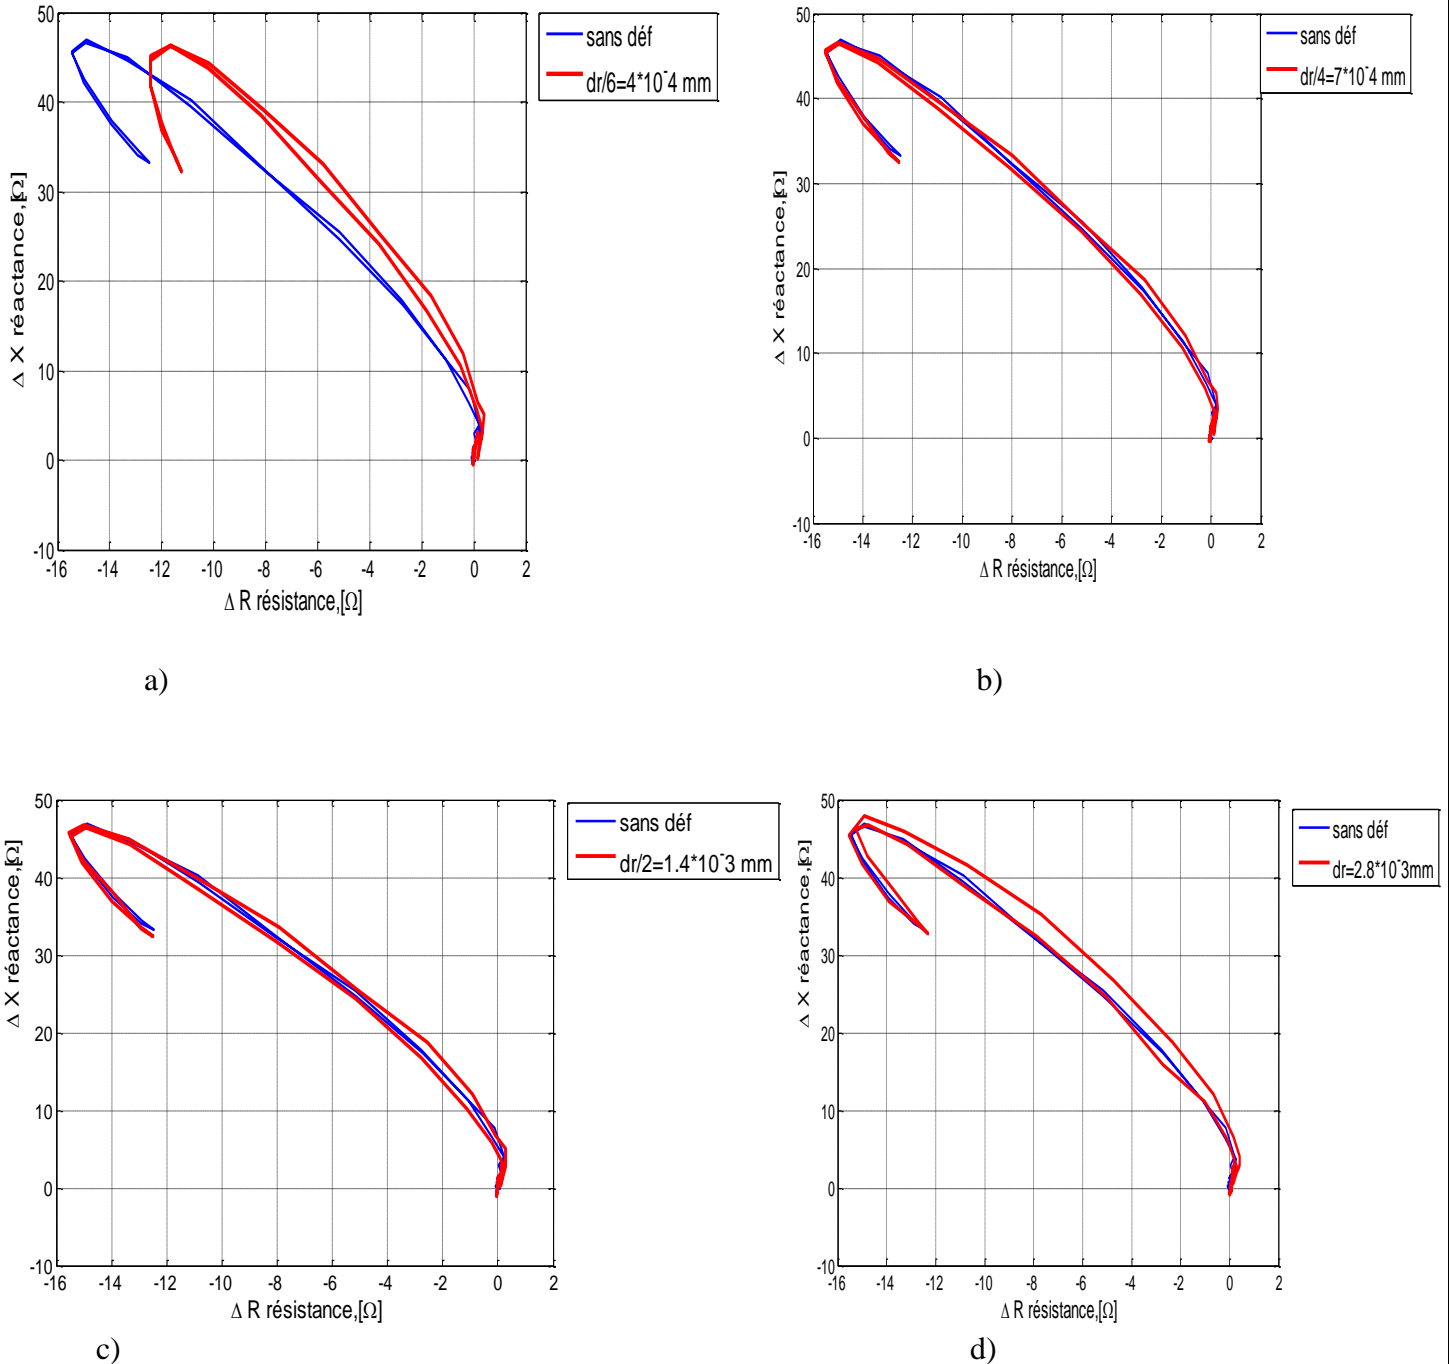 50
40
30
20
10
0
-10
-16 -14 -12 -10 -8 -6 -4 -2 0 2
Δ X réactance,[Ω]
Δ R résistance,[Ω]
sans déf
dr/6=4*10-4 mm
a)
50
40
30
20
10
0
-10
-16 -14 -12 -10 -8 -6 -4 -2 0 2
Δ X réactance,[Ω]
Δ R résistance,[Ω]
sans déf
dr/4=7*10-4 mm
b)
50
40
30
20
10
0
-10
-16 -14 -12 -10 -8 -6 -4 -2 0 2
Δ X réactance,[Ω]
Δ R résistance,[Ω]
sans déf
dr/2=1.4*10-3 mm
c)
50
40
30
20
10
0
-10
-16 -14 -12 -10 -8 -6 -4 -2 0 2
Δ X réactance,[Ω]
Δ R résistance,[Ω]
sans déf
dr=2.8*10-3mm
d)